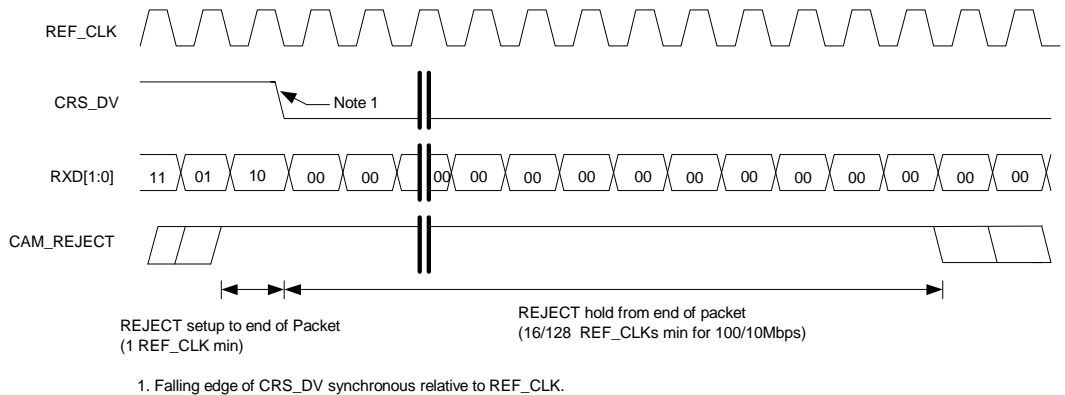 REF_CLK
CRS_DV
Note 1
RXD[1:0]
11 01 10 00 00 00 00 00 00 00 00 00 00 00 00 00
CAM_REJECT
REJECT setup to end of Packet
(1 REF_CLK min)
REJECT hold from end of packet
(16/128 REF_CLKs min for 100/10Mbps)
1. Falling edge of CRS_DV synchronous relative to REF_CLK.